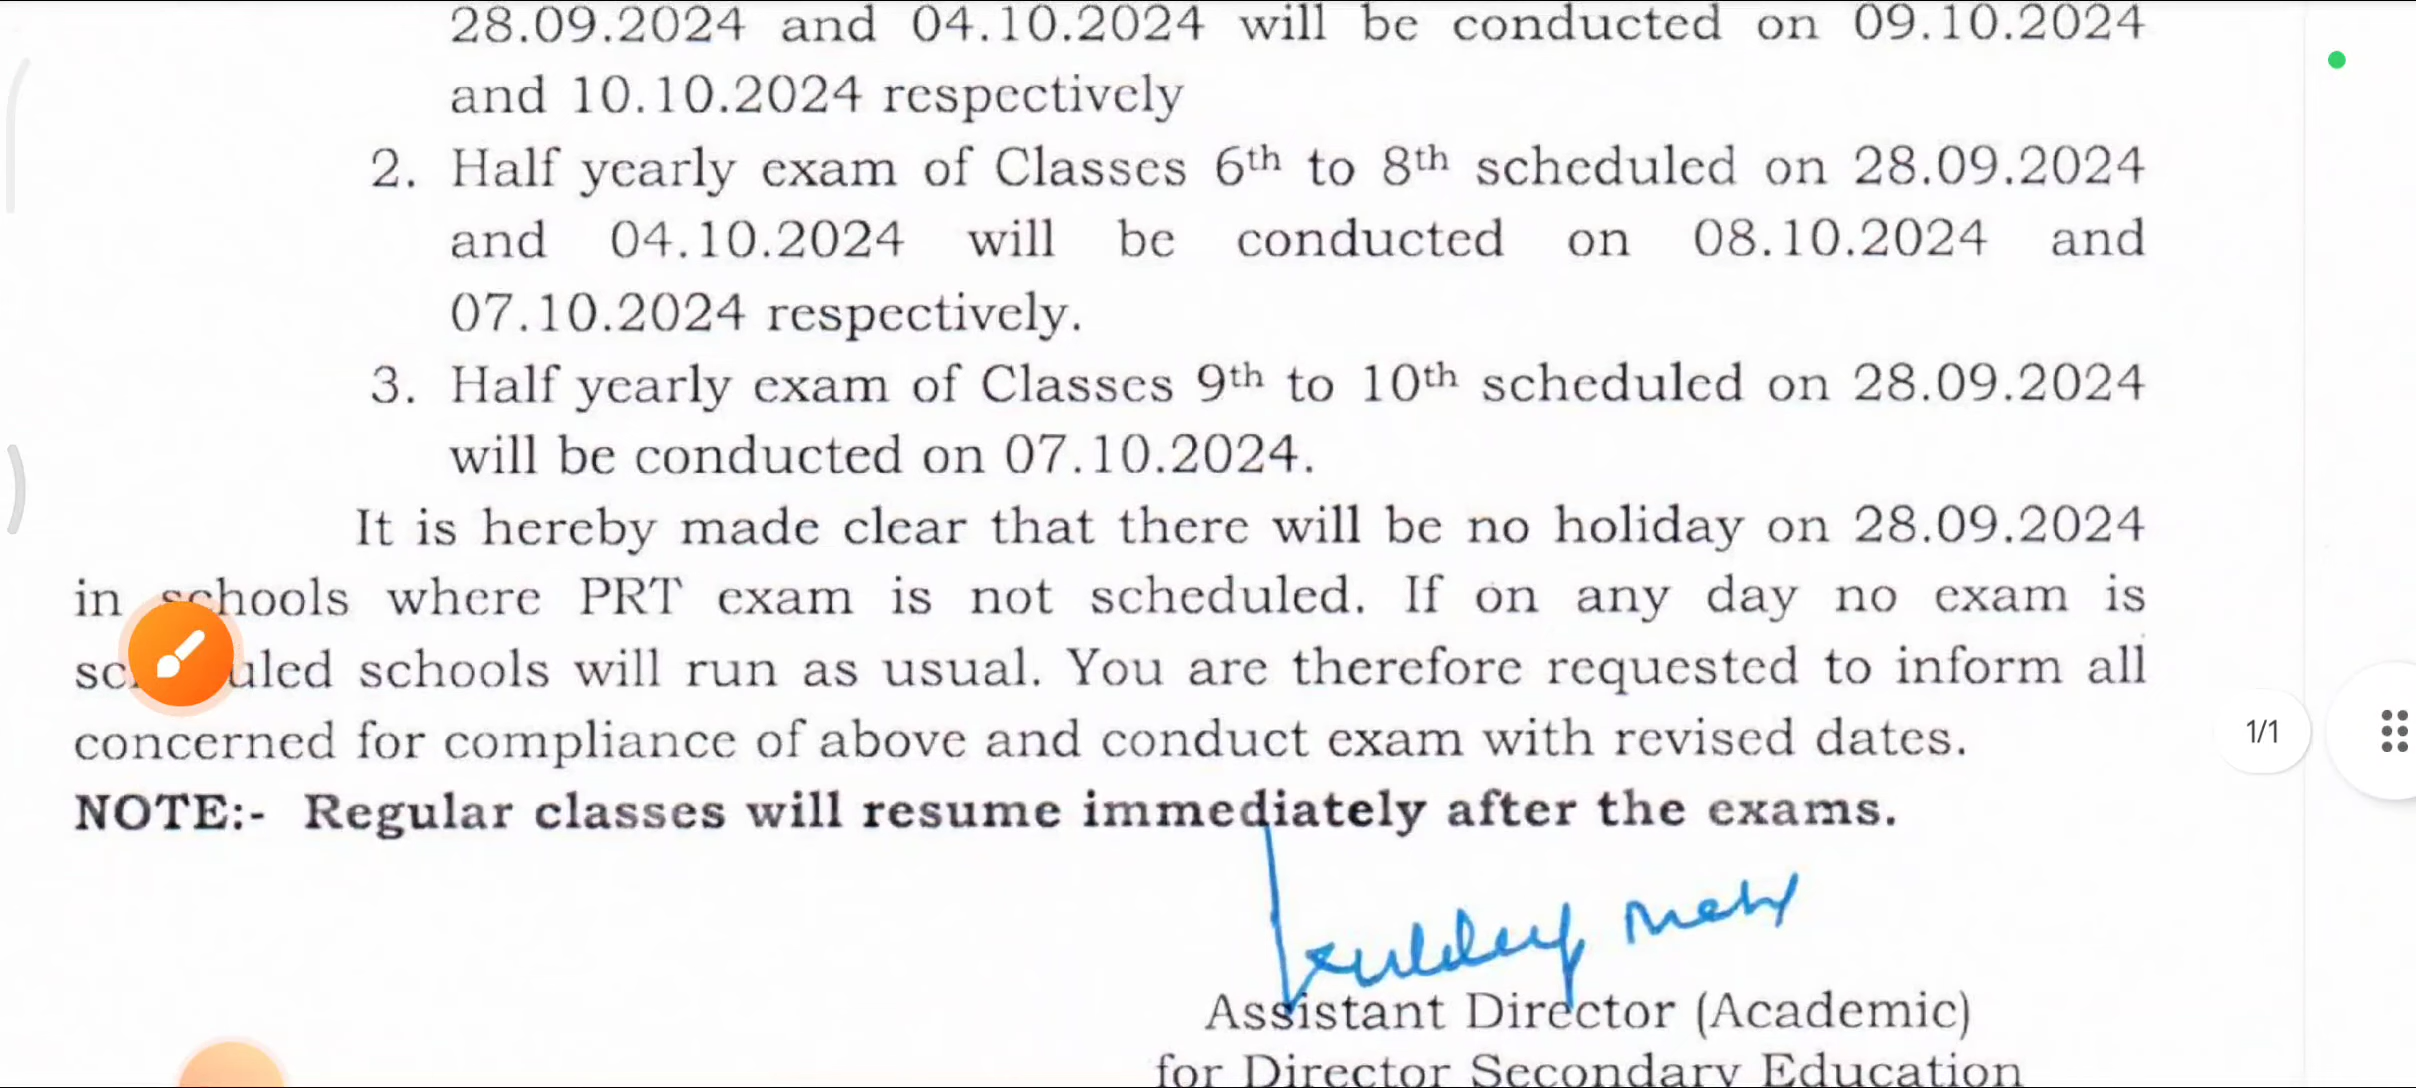 28.09.2024 and 04.10.2024 will be conducted on 09.10.2024
and 10.10.2024 respectively
2. Half yearly exam of Classes 6th to 8th scheduled on 28.09.2024
and 04.10.2024 will be conducted on 08.10.2024 and
07.10.2024 respectively.
3. Half yearly exam of Classes 9th to 10th scheduled on 28.09.2024
will be conducted on 07.10.2024.
It is hereby made clear that there will be no holiday on 28.09.2024
in schools where PRT exam is not scheduled. If on any day no exam is
schools will run as usual. You are therefore requested to inform all
concerned for compliance of above and conduct exam with revised dates.
1/1
NOTE:- Regular classes will resume immediately after the exams.
Assistant Director (Academic)
for Director Secondary Education